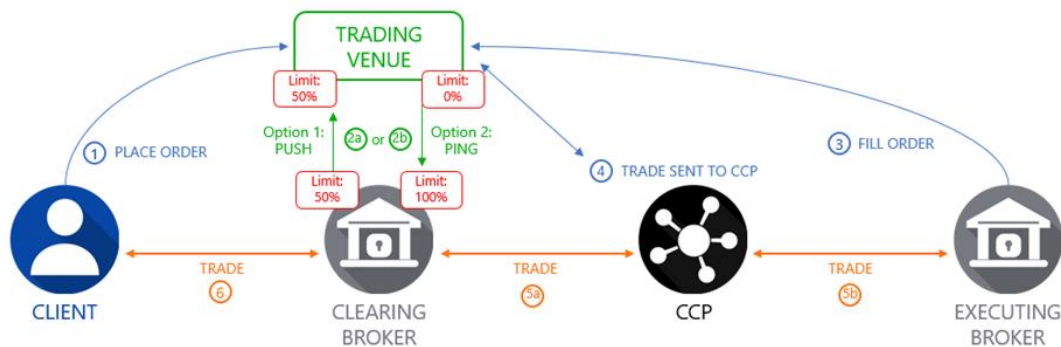 TRADING
VENUE
Limit:
50%
Limit:
0%
Option 1:
PUSH
2a or 2b
Option 2:
PING
1 PLACE ORDER
3 FILL ORDER
4 TRADE SENT TO CCP
Limit:
50%
Limit:
100%
TRADE
6
TRADE
5a
TRADE
5b
CLIENT
CLEARING
BROKER
CCP
EXECUTING
BROKER